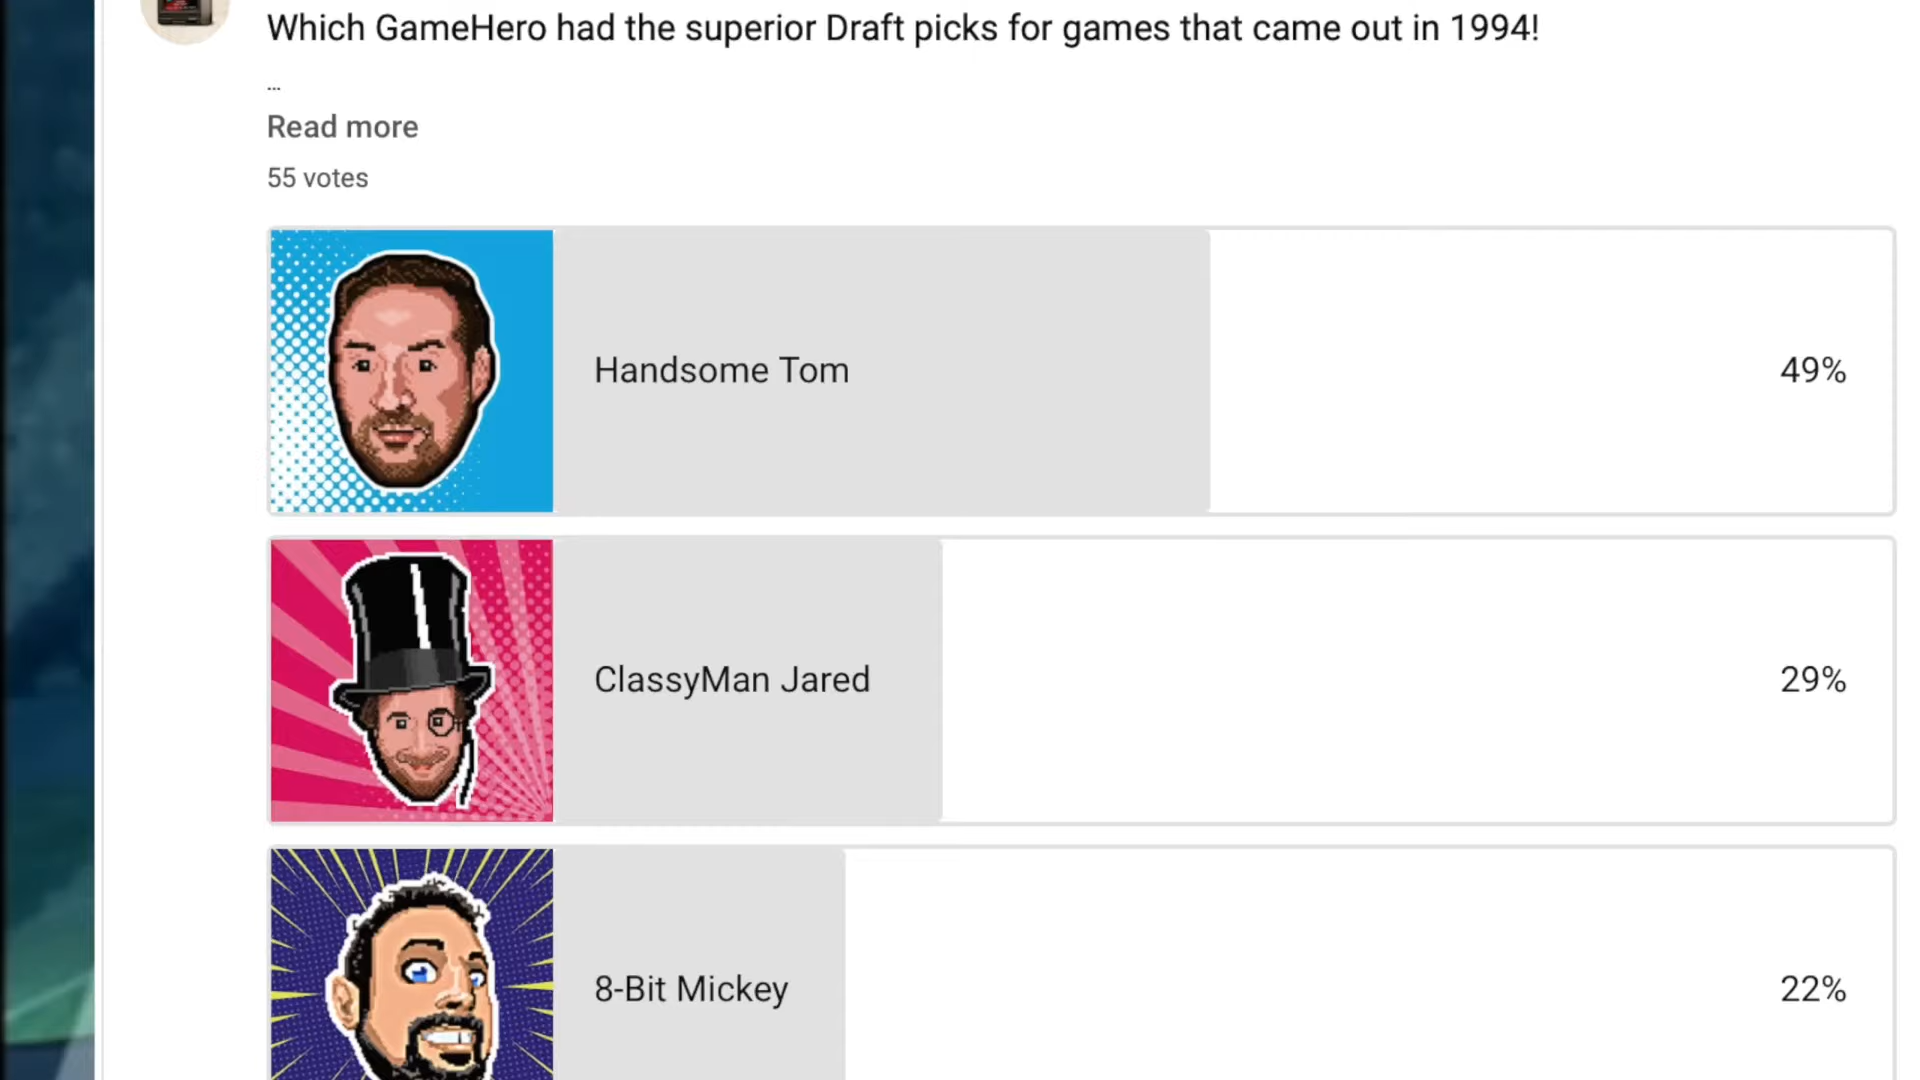 Which GameHero had the superior Draft picks for games that came out in 1994!
...
Read more
55 votes
Handsome Tom
49%
ClassyMan Jared
29%
8-Bit Mickey
22%